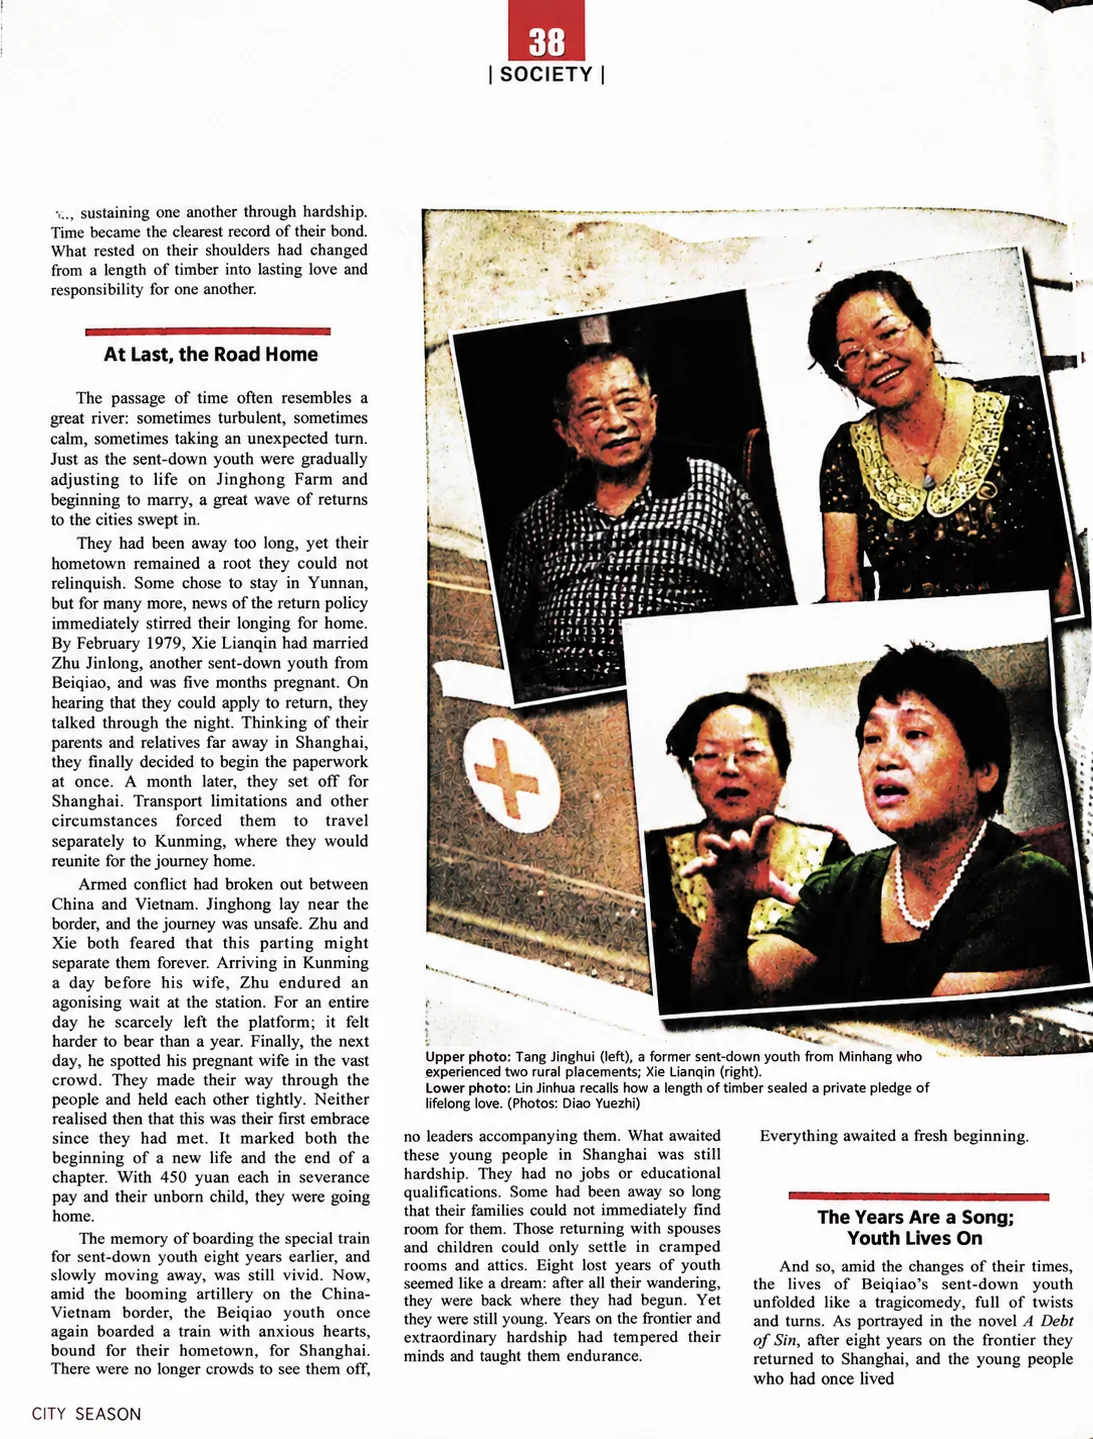 38
| SOCIETY |
sustaining one another through hardship.
Time became the clearest record of their bond.
What rested on their shoulders had changed
from a length of timber into lasting love and
responsibility for one another.
At Last, the Road Home
The passage of time often resembles a
great river: sometimes turbulent, sometimes
calm, sometimes taking an unexpected turn.
Just as the sent-down youth were gradually
adjusting to life on Jinghong Farm and
beginning to marry, a great wave of returns
to the cities swept in.
They had been away too long, yet their
hometown remained a root they could not
relinquish. Some chose to stay in Yunnan,
but for many more, news of the return policy
immediately stirred their longing for home.
By February 1979, Xie Lianqin had married
Zhu Jinlong, another sent-down youth from
Beiqiao, and was five months pregnant. On
hearing that they could apply to return, they
talked through the night. Thinking of their
parents and relatives far away in Shanghai,
they finally decided to begin the paperwork
at once. A month later, they set off for
Shanghai. Transport limitations and other
circumstances forced them to travel
separately to Kunming, where they would
reunite for the journey home.
Armed conflict had broken out between
China and Vietnam. Jinghong lay near the
border, and the journey was unsafe. Zhu and
Xie both feared that this parting might
separate them forever. Arriving in Kunming
a day before his wife, Zhu endured an
agonising wait at the station. For an entire
day he scarcely left the platform; it felt
harder to bear than a year. Finally, the next
day, he spotted his pregnant wife in the vast
crowd. They made their way through the
people and held each other tightly. Neither
realised then that this was their first embrace
since they had met. It marked both the
beginning of a new life and the end of a
chapter. With 450 yuan each in severance
pay and their unborn child, they were going
home.
The memory of boarding the special train
for sent-down youth eight years earlier, and
slowly moving away, was still vivid. Now,
amid the booming artillery on the China-
Vietnam border, the Beiqiao youth once
again boarded a train with anxious hearts,
bound for their hometown, for Shanghai.
There were no longer crowds to see them off,
Upper photo: Tang Jinghui (left), a former sent-down youth from Minhang who
experienced two rural placements; Xie Lianqin (right).
Lower photo: Lin Jinhua recalls how a length of timber sealed a private pledge of
lifelong love. (Photos: Diao Yuezhi)
no leaders accompanying them. What awaited
these young people in Shanghai was still
hardship. They had no jobs or educational
qualifications. Some had been away so long
that their families could not immediately find
room for them. Those returning with spouses
and children could only settle in cramped
rooms and attics. Eight lost years of youth
seemed like a dream: after all their wandering,
they were back where they had begun. Yet
they were still young. Years on the frontier and
extraordinary hardship had tempered their
minds and taught them endurance.
Everything awaited a fresh beginning.
The Years Are a Song;
Youth Lives On
And so, amid the changes of their times,
the lives of Beiqiao's sent-down youth
unfolded like a tragicomedy, full of twists
and turns. As portrayed in the novel A Debt
of Sin, after eight years on the frontier they
returned to Shanghai, and the young people
who had once lived
CITY SEASON